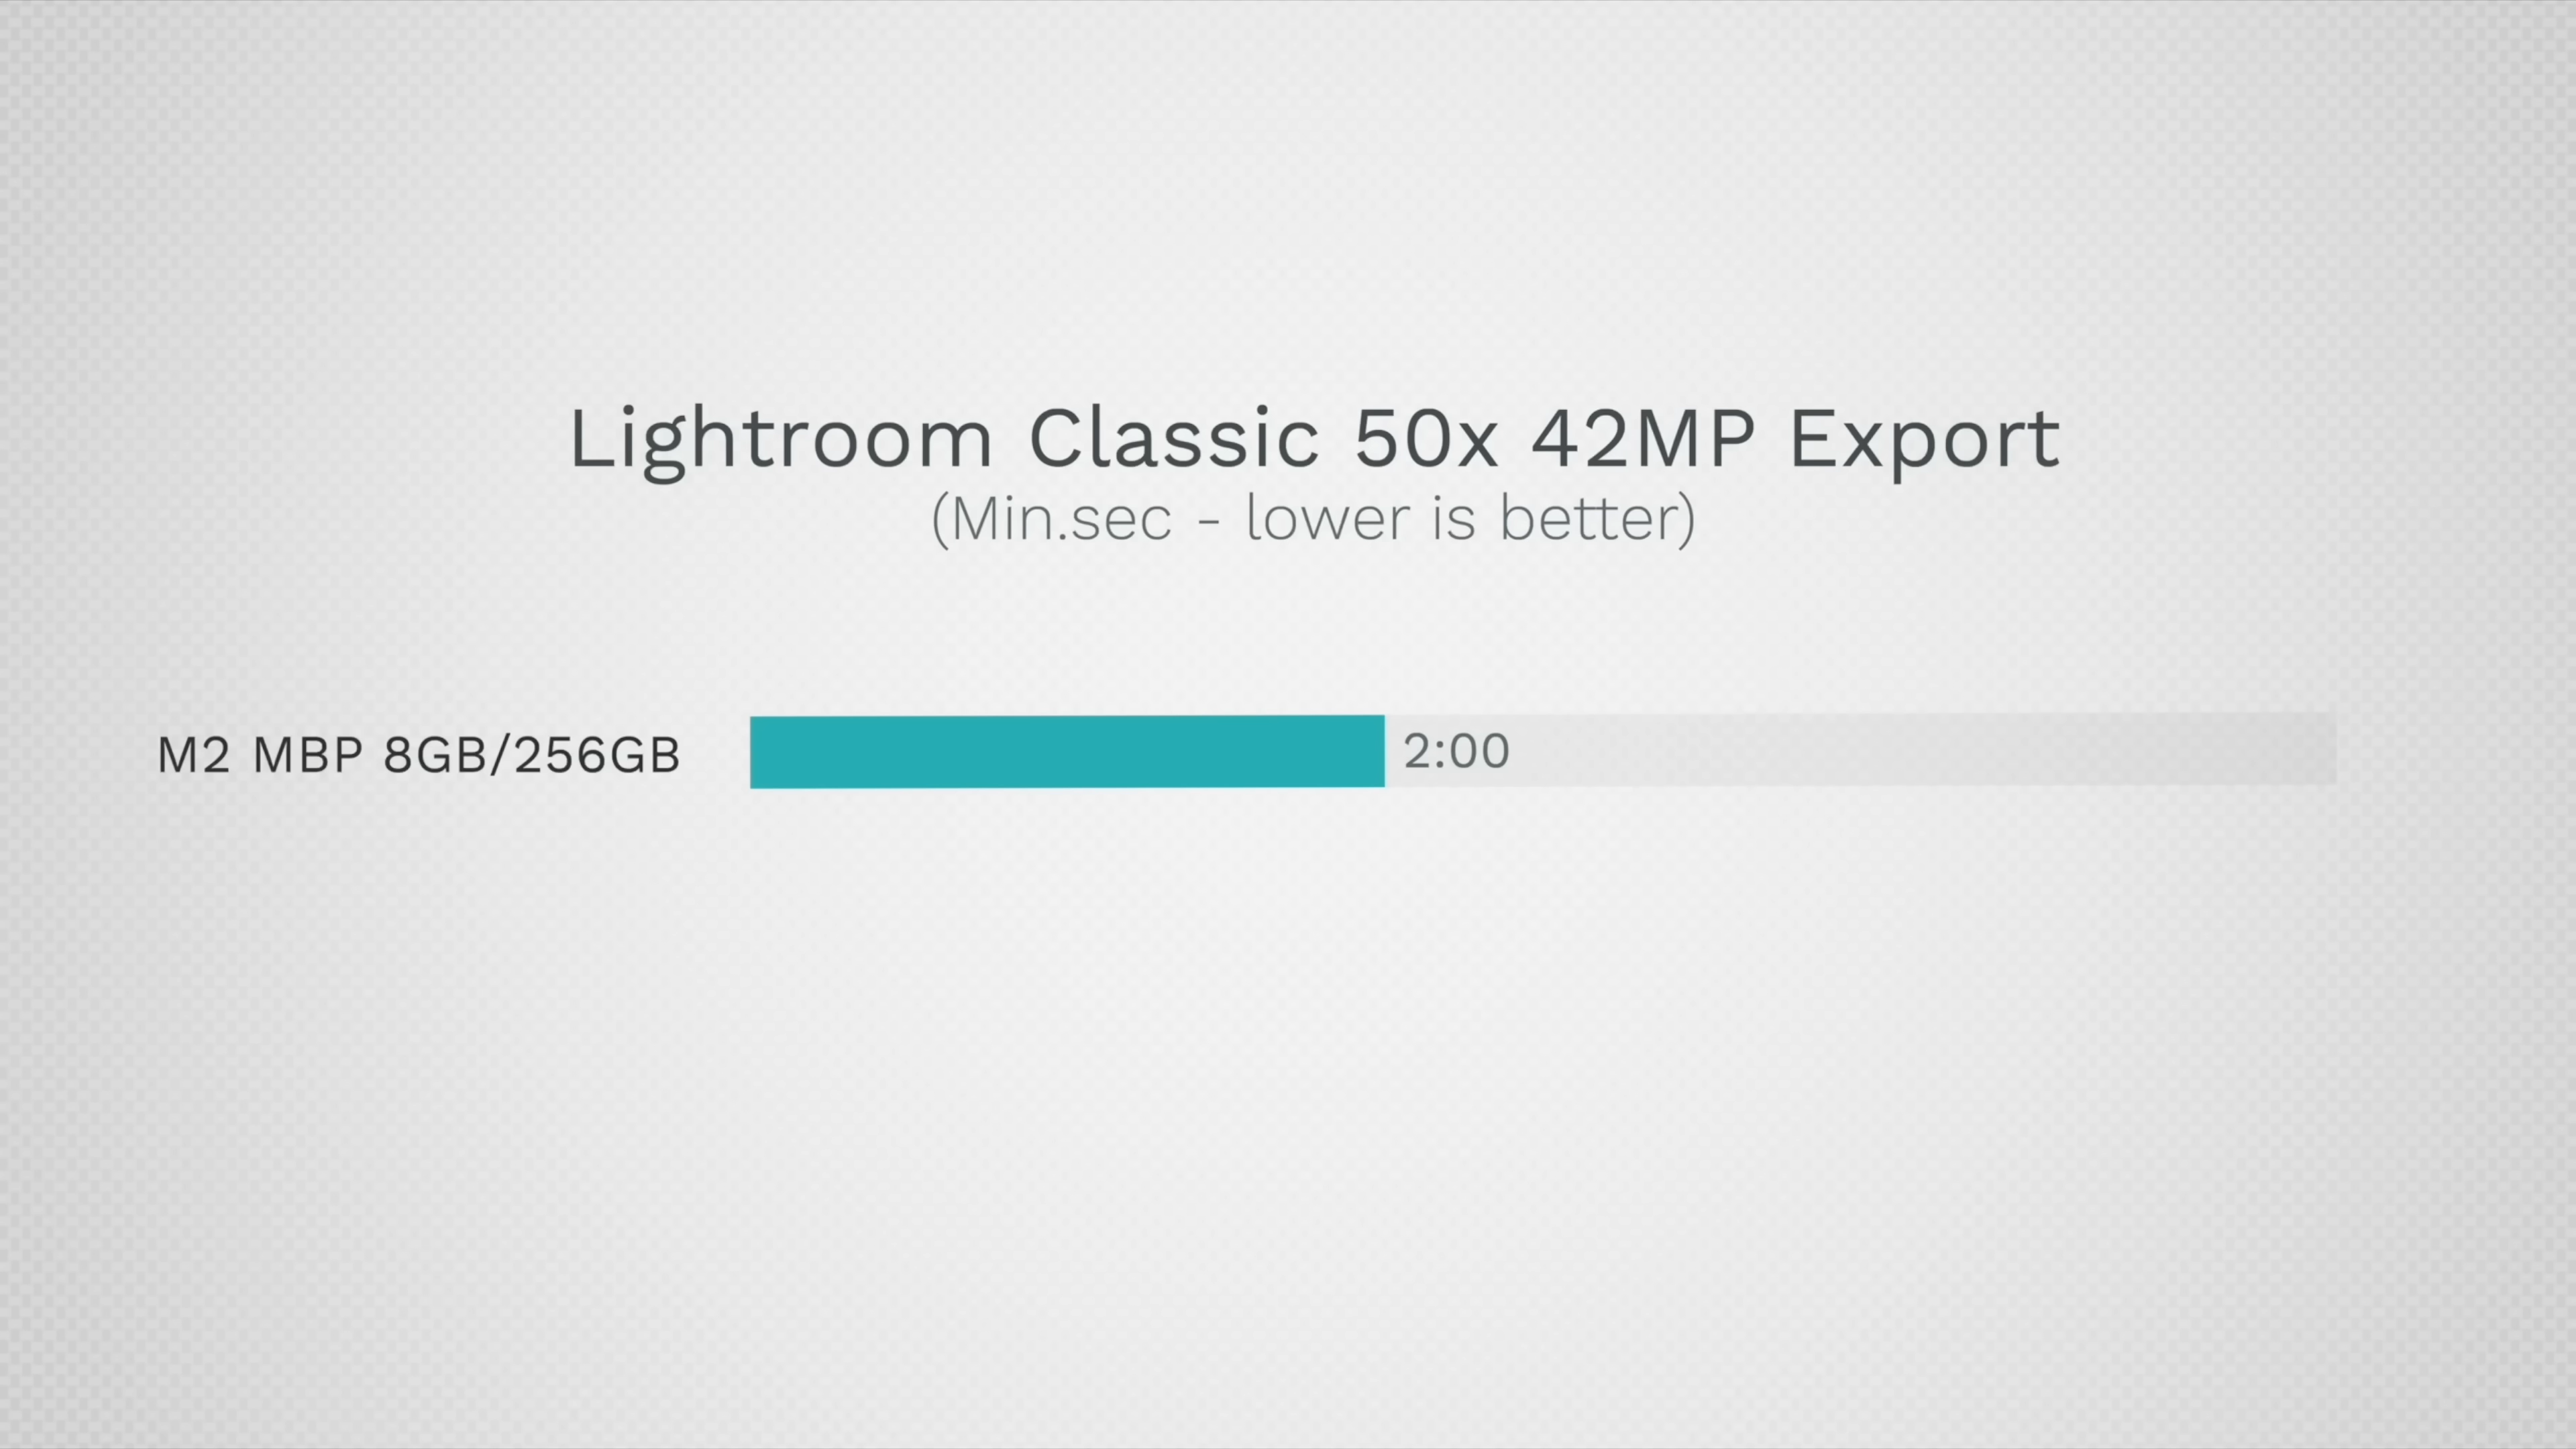 Lightroom Classic 50x 42MP Export
(Min.sec - lower is better)
M2 MBP 8GB/256GB 2:00